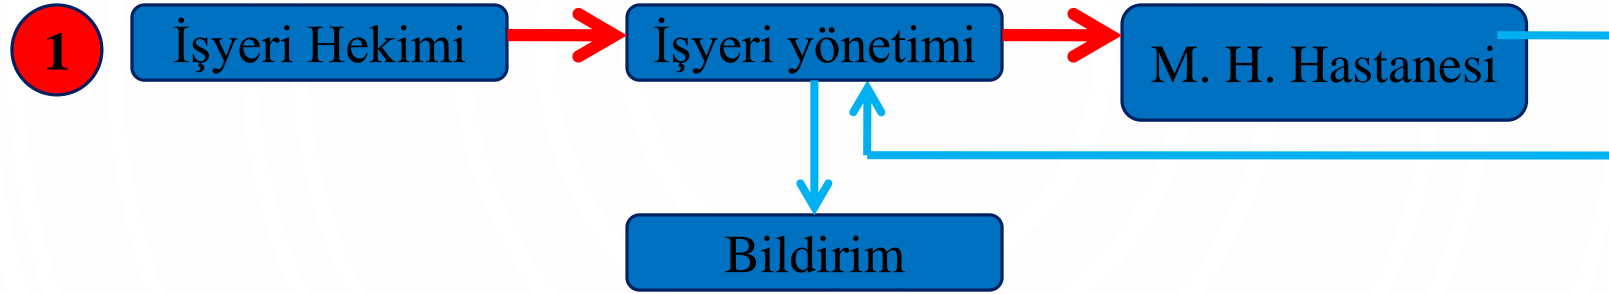 1
İşyeri Hekimi
İşyeri yönetimi
M. H. Hastanesi
Bildirim